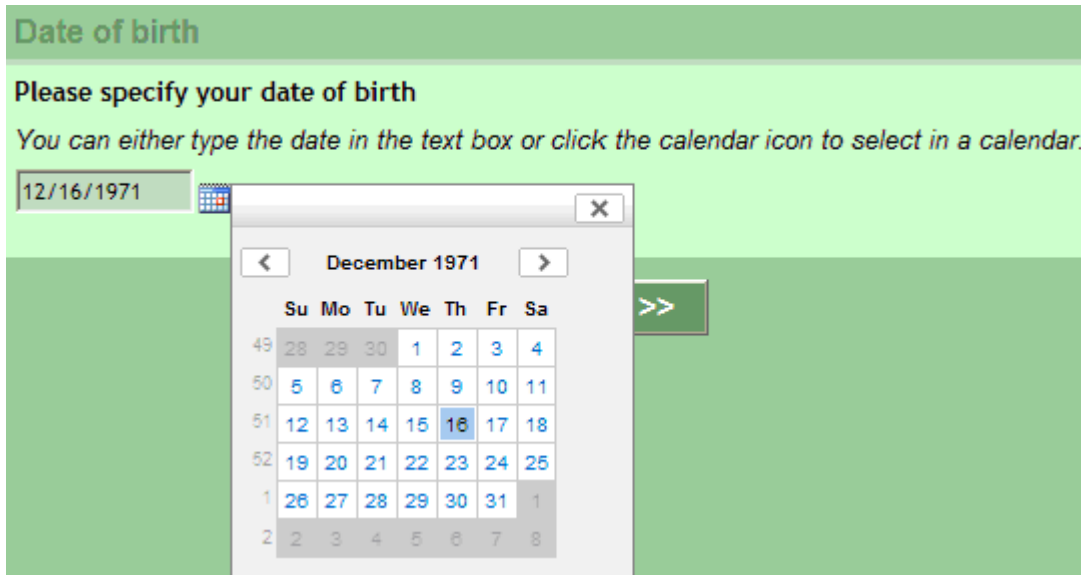 Date of birth
Please specify your date of birth
You can either type the date in the text box or click the calendar icon to select in a calendar.
12/16/1971
December 1971
>>
Su Mo Tu We Th Fr Sa
49 28 29 30 1 2 3 4
50 5 6 7 8 9 10 11
51 12 13 14 15 16 17 18
52 19 20 21 22 23 24 25
1 26 27 28 29 30 31 1
2 2 3 4 5 6 7 8